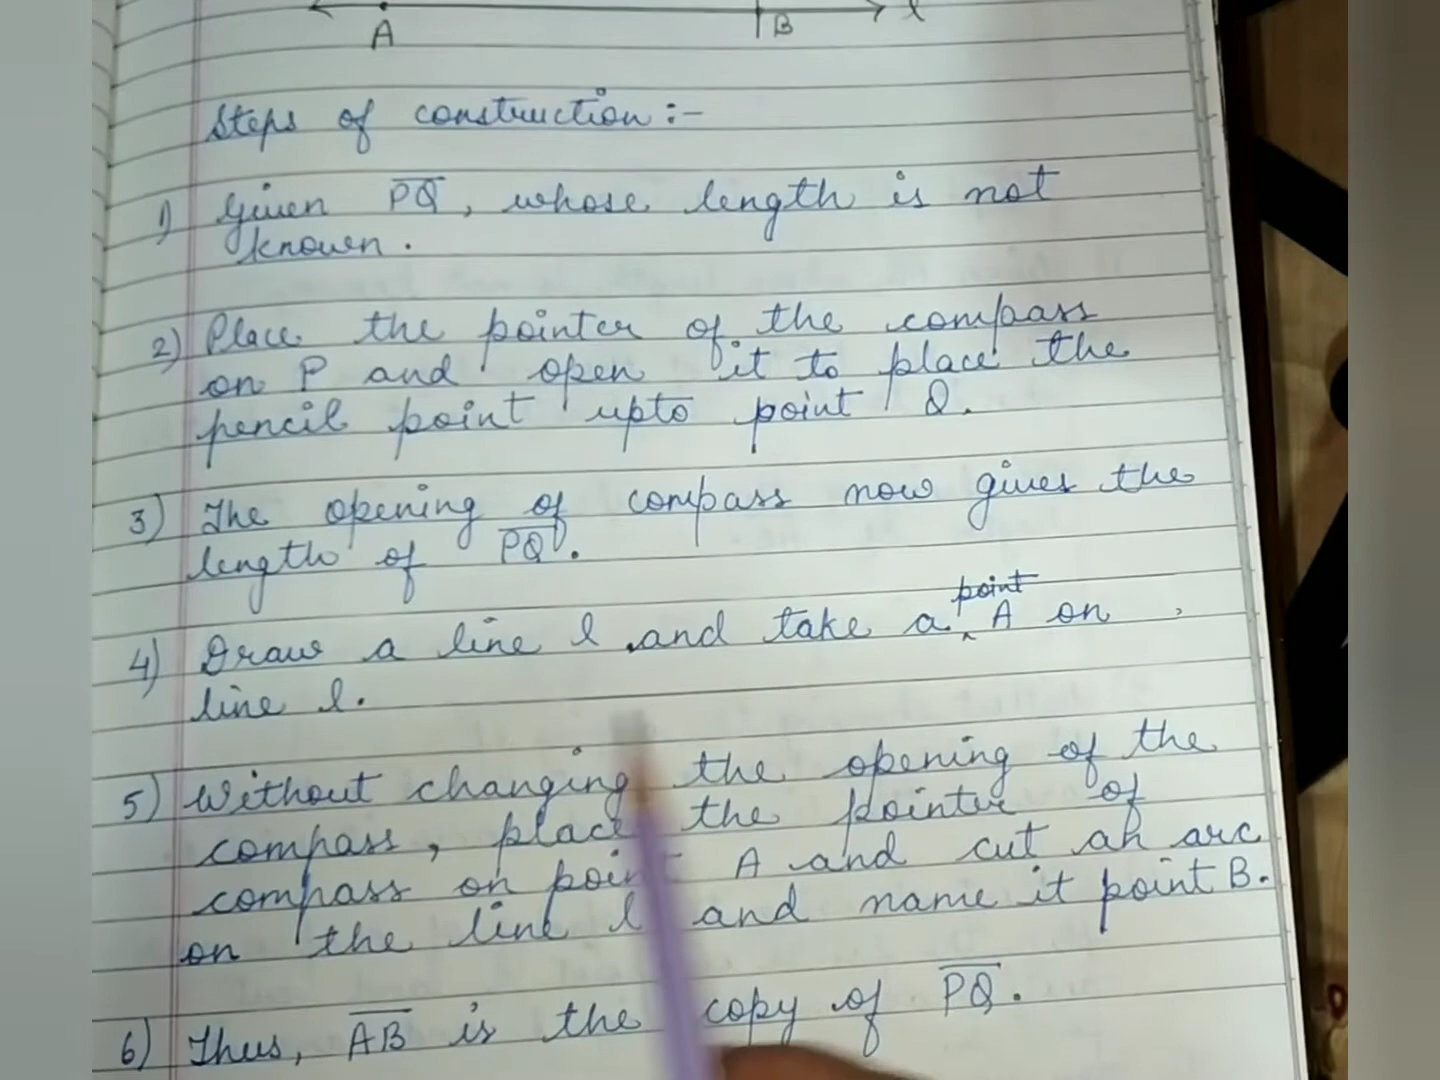 A B l
Steps of construction :-
1) Given PQ, whose length is not
known.
2) Place the pointer of the compass
on P and open it to place the
pencil point upto point Q.
3) The opening of compass now gives the
length of PQ.
point
4) Draw a line l and take a ‸ A on
line l.
5) Without changing the opening of the
compass, place the pointer of
compass on point A and cut an arc
on the line l and name it point B.
6) Thus, AB is the copy of PQ.